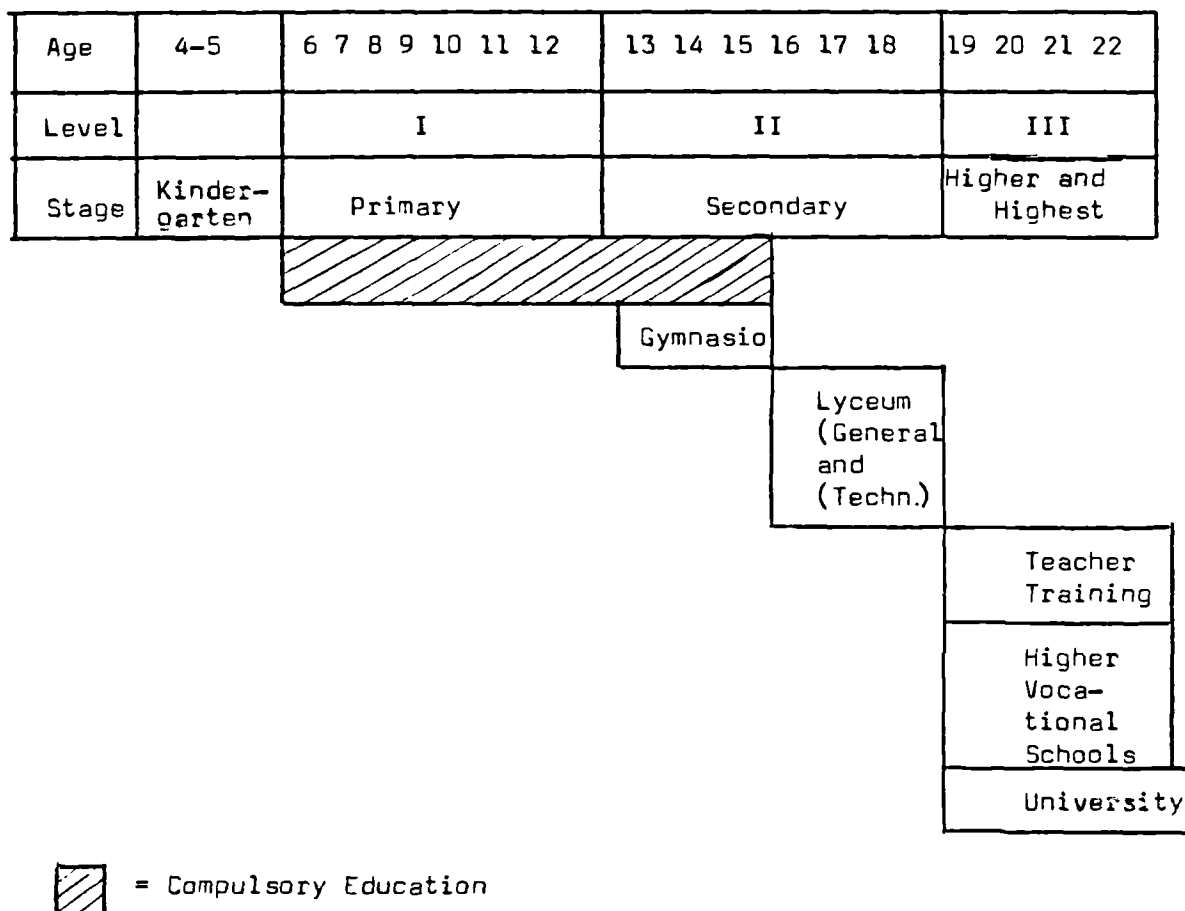 Age 4-5 6 7 8 9 10 11 12 13 14 15 16 17 18 19 20 21 22
Level I II III
Stage Kinder-
garten Primary Secondary Higher and
Highest
Gymnasio
Lyceum
(General
and
(Techn.)
Teacher
Training
Higher
Voca-
tional
Schools
University
= Compulsory Education